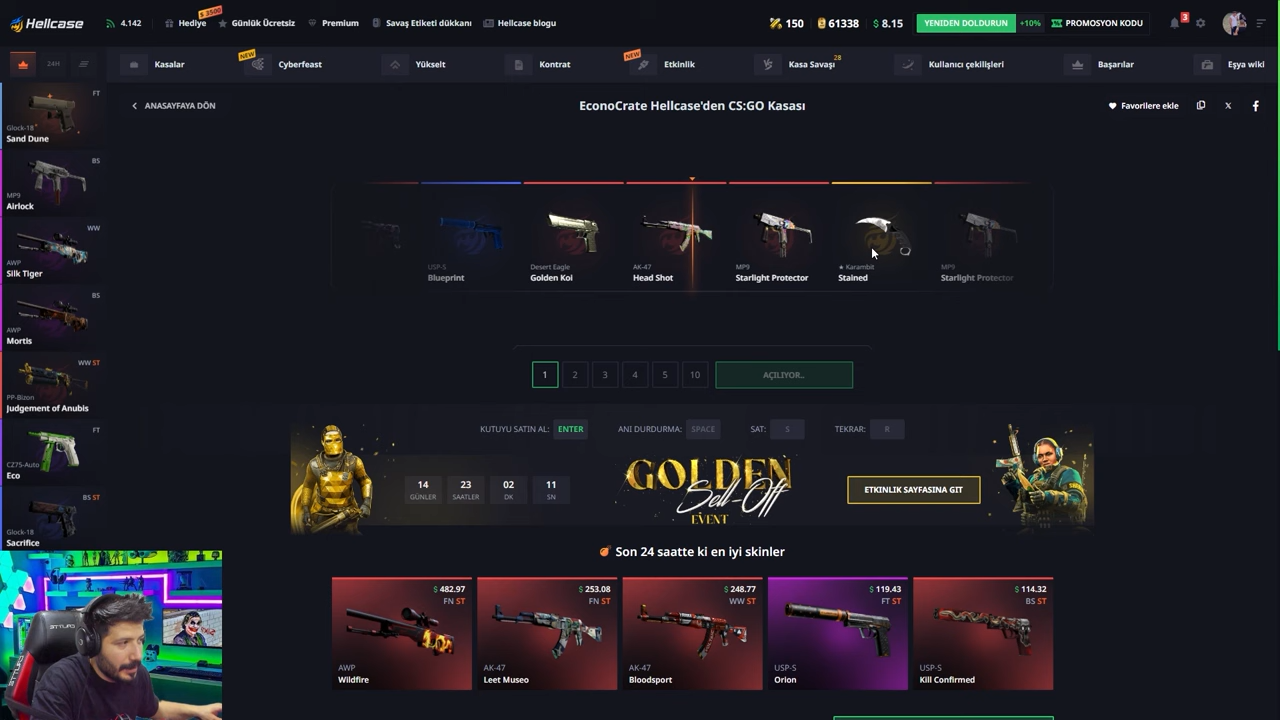 Hellcase
4.142
Hediye
$ 3500
Günlük Ücretsiz
Premium
Savaş Etiketi dükkanı
Hellcase blogu
150
61338
$ 8.15
YENİDEN DOLDURUN
+10%
PROMOSYON KODU
3
24H
Kasalar
NEW
Cyberfeast
Yükselt
Kontrat
NEW
Etkinlik
Kasa Savaşı
28
Kullanıcı çekilişleri
Başarılar
Eşya wiki
ANASAYFAYA DÖN
EconoCrate Hellcase'den CS:GO Kasası
Favorilere ekle
FT
Glock-18
Sand Dune
BS
MP9
Airlock
WW
AWP
Silk Tiger
BS
AWP
Mortis
WW ST
PP-Bizon
Judgement of Anubis
FT
CZ75-Auto
Eco
BS ST
Glock-18
Sacrifice
USP-S
Blueprint
Desert Eagle
Golden Koi
AK-47
Head Shot
MP9
Starlight Protector
★ Karambit
Stained
MP9
Starlight Protector
1
2
3
4
5
10
AÇILIYOR..
KUTUYU SATIN AL:
ENTER
ANI DURDURMA:
SPACE
SAT:
S
TEKRAR:
R
14
GÜNLER
23
SAATLER
02
DK
11
SN
GOLDEN
Sell-Off
EVENT
ETKINLIK SAYFASINA GIT
Son 24 saatte ki en iyi skinler
$ 482.97
FN ST
AWP
Wildfire
$ 253.08
FN ST
AK-47
Leet Museo
$ 248.77
WW ST
AK-47
Bloodsport
$ 119.43
FT ST
USP-S
Orion
$ 114.32
BS ST
USP-S
Kill Confirmed